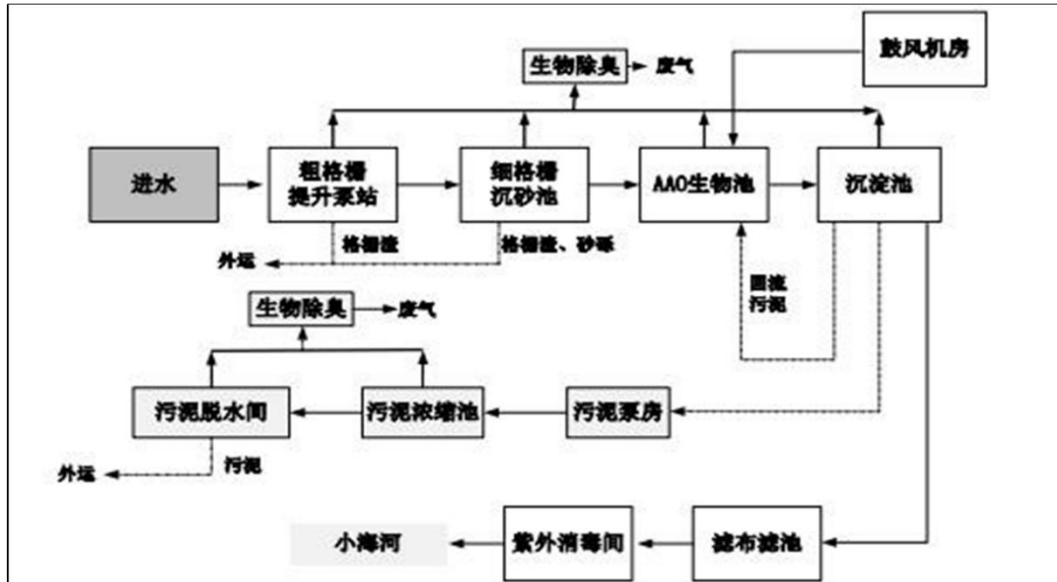 鼓风机房
生物除臭
废气
进水
粗格栅
提升泵站
细格栅
沉砂池
AAO生物池
沉淀池
格栅渣
格栅渣、砂砾
外运
回流
污泥
生物除臭
废气
污泥脱水间
污泥浓缩池
污泥泵房
污泥
外运
小海河
紫外消毒间
滤布滤池